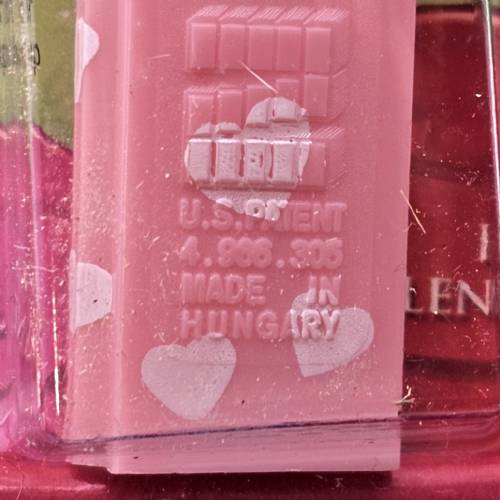 PEZ
U.S.PATENT
4.966.305
MADE IN
HUNGARY
LEN